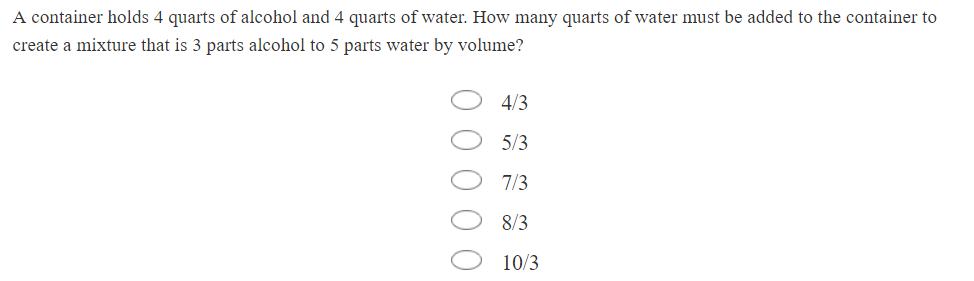 A container holds 4 quarts of alcohol and 4 quarts of water. How many quarts of water must be added to the container to
create a mixture that is 3 parts alcohol to 5 parts water by volume?
4/3
5/3
7/3
8/3
10/3